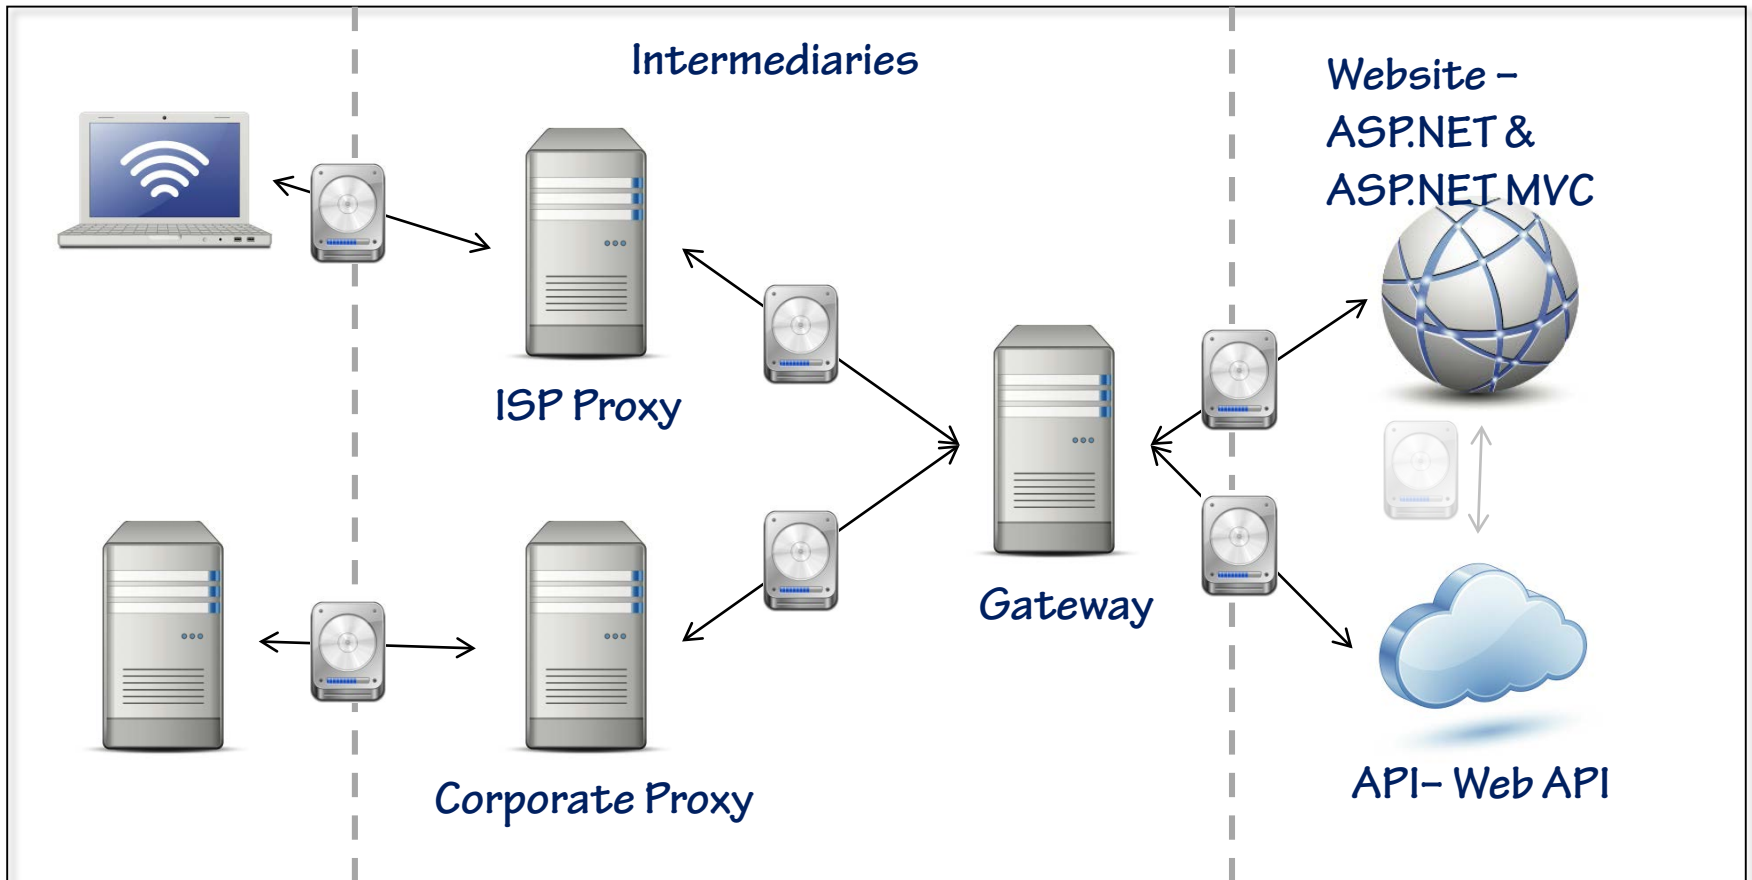 Intermediaries
Website –
ASP.NET &
ASP.NET MVC
ISP Proxy
Gateway
Corporate Proxy
API– Web API